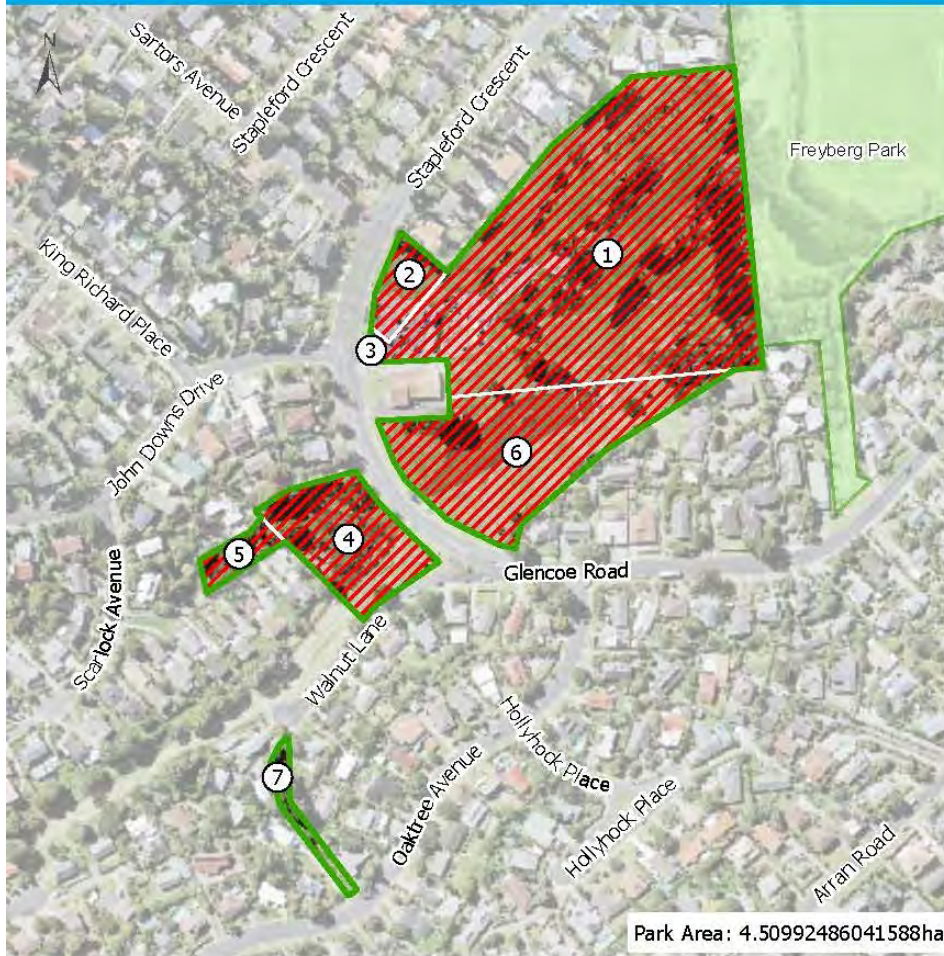 N
Sartors Avenue
Stapleford Crescent
Stapleford Crescent
Freyberg Park
1
2
King Richard Place
3
John Downs Drive
6
4
5
Glencoe Road
Scarlock Avenue
Walnut Lane
Hollyhock Place
7
Oaktree Avenue
Hollyhock Place
Arran Road
Park Area: 4.50992486041588ha